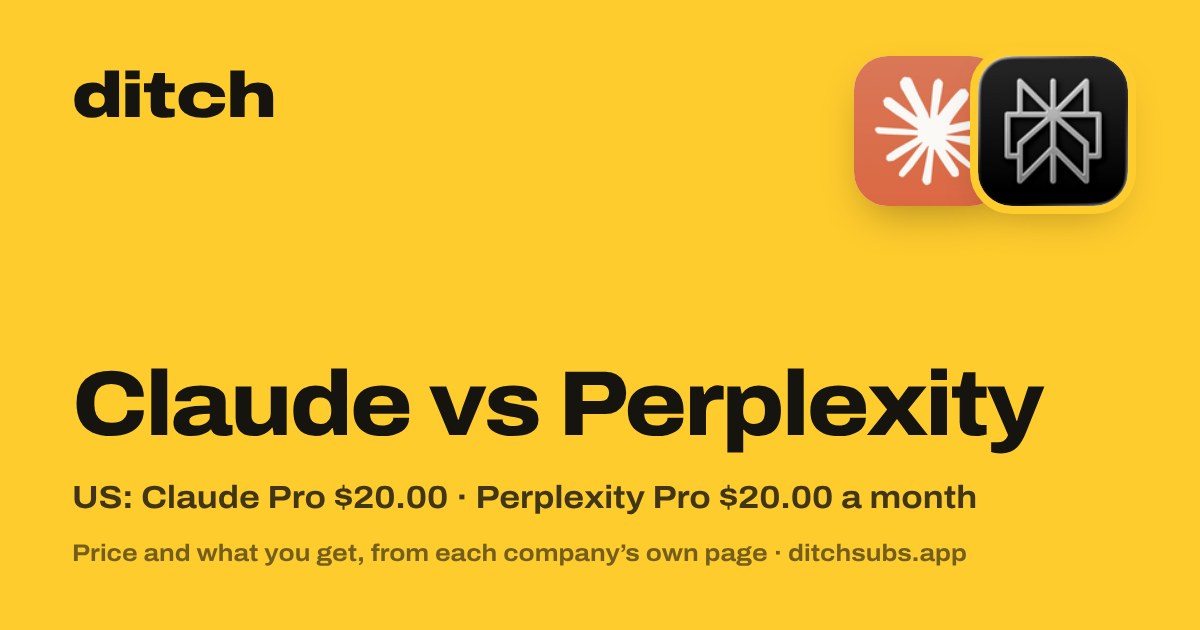 ditch
Claude vs Perplexity
US: Claude Pro $20.00 · Perplexity Pro $20.00 a month
Price and what you get, from each company’s own page · ditchsubs.app